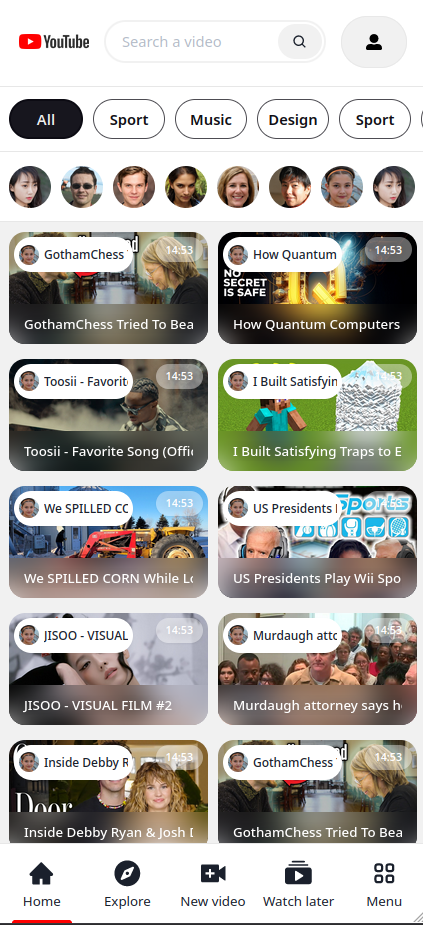 YouTube
Search a video
All
Sport
Music
Design
Sport
GothamChess
14:53
GothamChess Tried To Bea
How Quantum
14:53
NO
SECRET
IS SAFE
How Quantum Computers
Toosii - Favorit
14:53
Toosii - Favorite Song (Offic
I Built Satisfyin
14:53
I Built Satisfying Traps to E
We SPILLED CO
14:53
We SPILLED CORN While Lo
US Presidents
14:53
Sports
US Presidents Play Wii Spo
JISOO - VISUAL
14:53
JISOO - VISUAL FILM #2
Murdaugh atto
14:53
Murdaugh attorney says h
Inside Debby R
14:53
Door
Inside Debby Ryan & Josh D
GothamChess
14:53
GothamChess Tried To Bea
Home
Explore
New video
Watch later
Menu